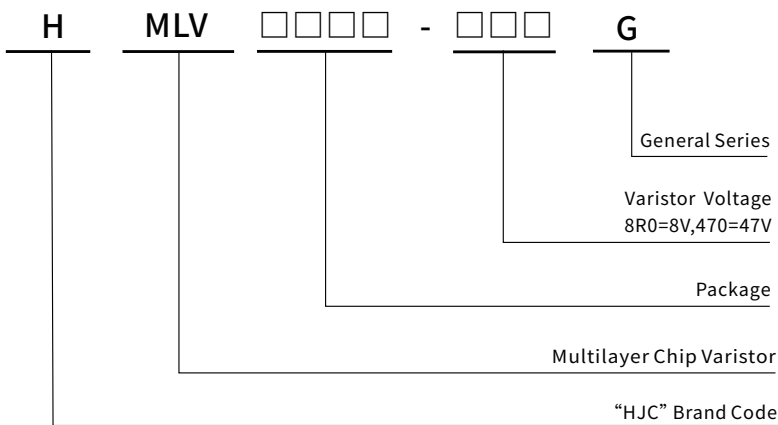 H MLV □□□□ - □□□ G
General Series
Varistor Voltage
8R0=8V,470=47V
Package
Multilayer Chip Varistor
“HJC” Brand Code